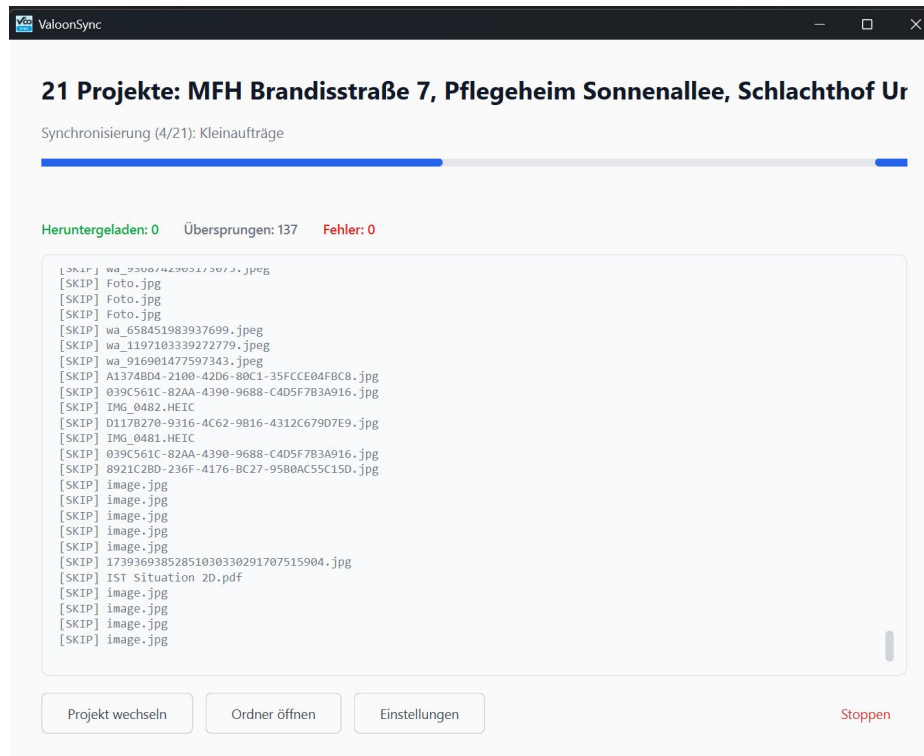 ValoonSync
21 Projekte: MFH Brandisstraße 7, Pflegeheim Sonnenallee, Schlachthof Ur
Synchronisierung (4/21): Kleinaufträge
Heruntergeladen: 0 Übersprungen: 137 Fehler: 0
[SKIP] wa_9368742903173075.jpeg
[SKIP] Foto.jpg
[SKIP] Foto.jpg
[SKIP] Foto.jpg
[SKIP] wa_658451983937699.jpeg
[SKIP] wa_1197103339272779.jpeg
[SKIP] wa_916901477597343.jpeg
[SKIP] A1374BD4-2100-42D6-80C1-35FCCE04FBC8.jpg
[SKIP] 039C561C-82AA-4390-9688-C4D5F7B3A916.jpg
[SKIP] IMG_0482.HEIC
[SKIP] D117B270-9316-4C62-9B16-4312C679D7E9.jpg
[SKIP] IMG_0481.HEIC
[SKIP] 039C561C-82AA-4390-9688-C4D5F7B3A916.jpg
[SKIP] 8921C2BD-236F-4176-BC27-95B0AC55C15D.jpg
[SKIP] image.jpg
[SKIP] image.jpg
[SKIP] image.jpg
[SKIP] image.jpg
[SKIP] image.jpg
[SKIP] 17393693852851030330291707515904.jpg
[SKIP] IST Situation 2D.pdf
[SKIP] image.jpg
[SKIP] image.jpg
[SKIP] image.jpg
[SKIP] image.jpg
Projekt wechseln Ordner öffnen Einstellungen Stoppen